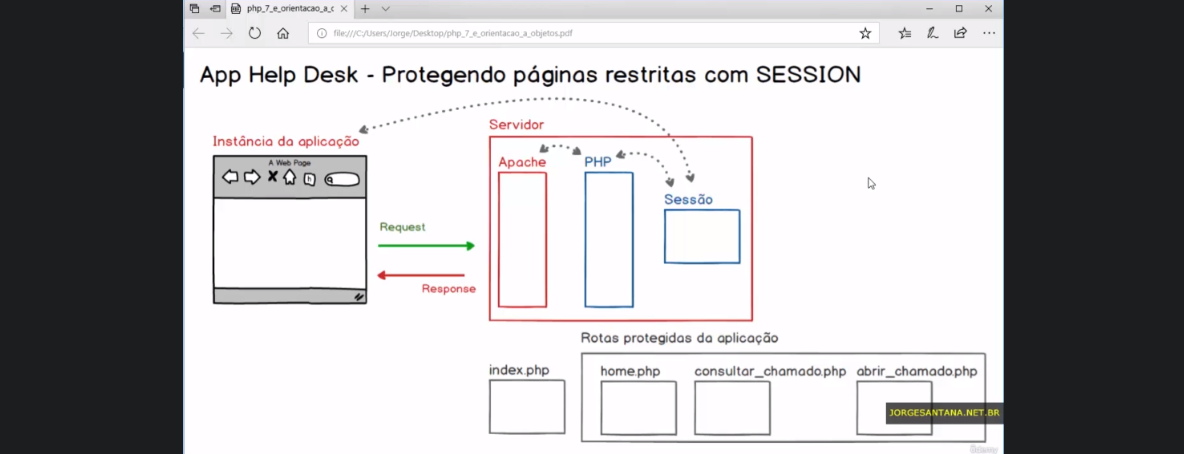 php_7_e_orientacao_a_c
file:///C:/Users/Jorge/Desktop/php_7_e_orientacao_a_objetos.pdf
App Help Desk - Protegendo páginas restritas com SESSION
Servidor
Instância da aplicação
A Web Page
h
Apache
PHP
Sessão
Request
Response
Rotas protegidas da aplicação
index.php
home.php
consultar_chamado.php
abrir_chamado.php
JORGESANTANA.NET.BR
Udemy